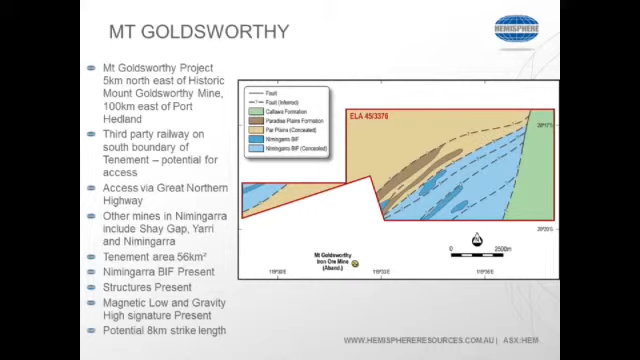 MT GOLDSWORTHY
HEMISPHERE
Mt Goldsworthy Project
5km north east of Historic
Mount Goldsworthy Mine,
100km east of Port
Hedland
Third party railway on
south boundary of
Tenement – potential for
access
Access via Great Northern
Highway
Other mines in Nimingarra
include Shay Gap, Yarri
and Nimingarra
Tenement area 56km²
Nimingarra BIF Present
Structures Present
Magnetic Low and Gravity
High signature Present
Potential 8km strike length
Fault
Fault (Inferred)
Callawa Formation
Paradise Plains Formation
Par Plains (Concealed)
Nimingarra BIF
Nimingarra BIF (Concealed)
ELA 45/3376
Mt Goldsworthy
Iron Ore Mine
(Aband.)
0 2500m
WWW.HEMISPHERERESOURCES.COM.AU | ASX:HEM